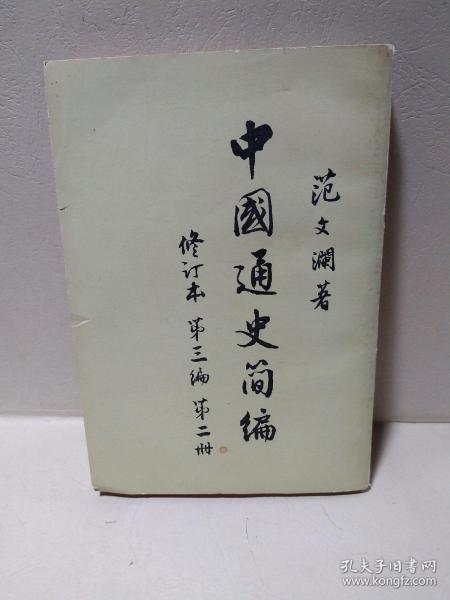 范文澜著
中國通史简编
修订本 第三编 第二册
孔夫子旧书网
www.kongfz.com